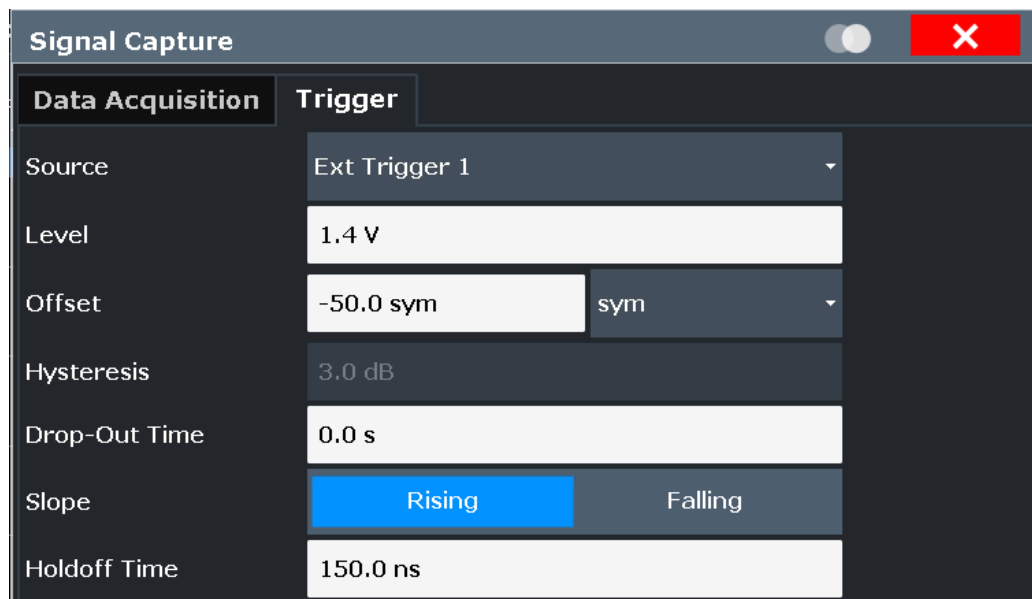 Signal Capture
Data Acquisition Trigger
Source Ext Trigger 1
Level 1.4 V
Offset -50.0 sym sym
Hysteresis 3.0 dB
Drop-Out Time 0.0 s
Slope Rising Falling
Holdoff Time 150.0 ns